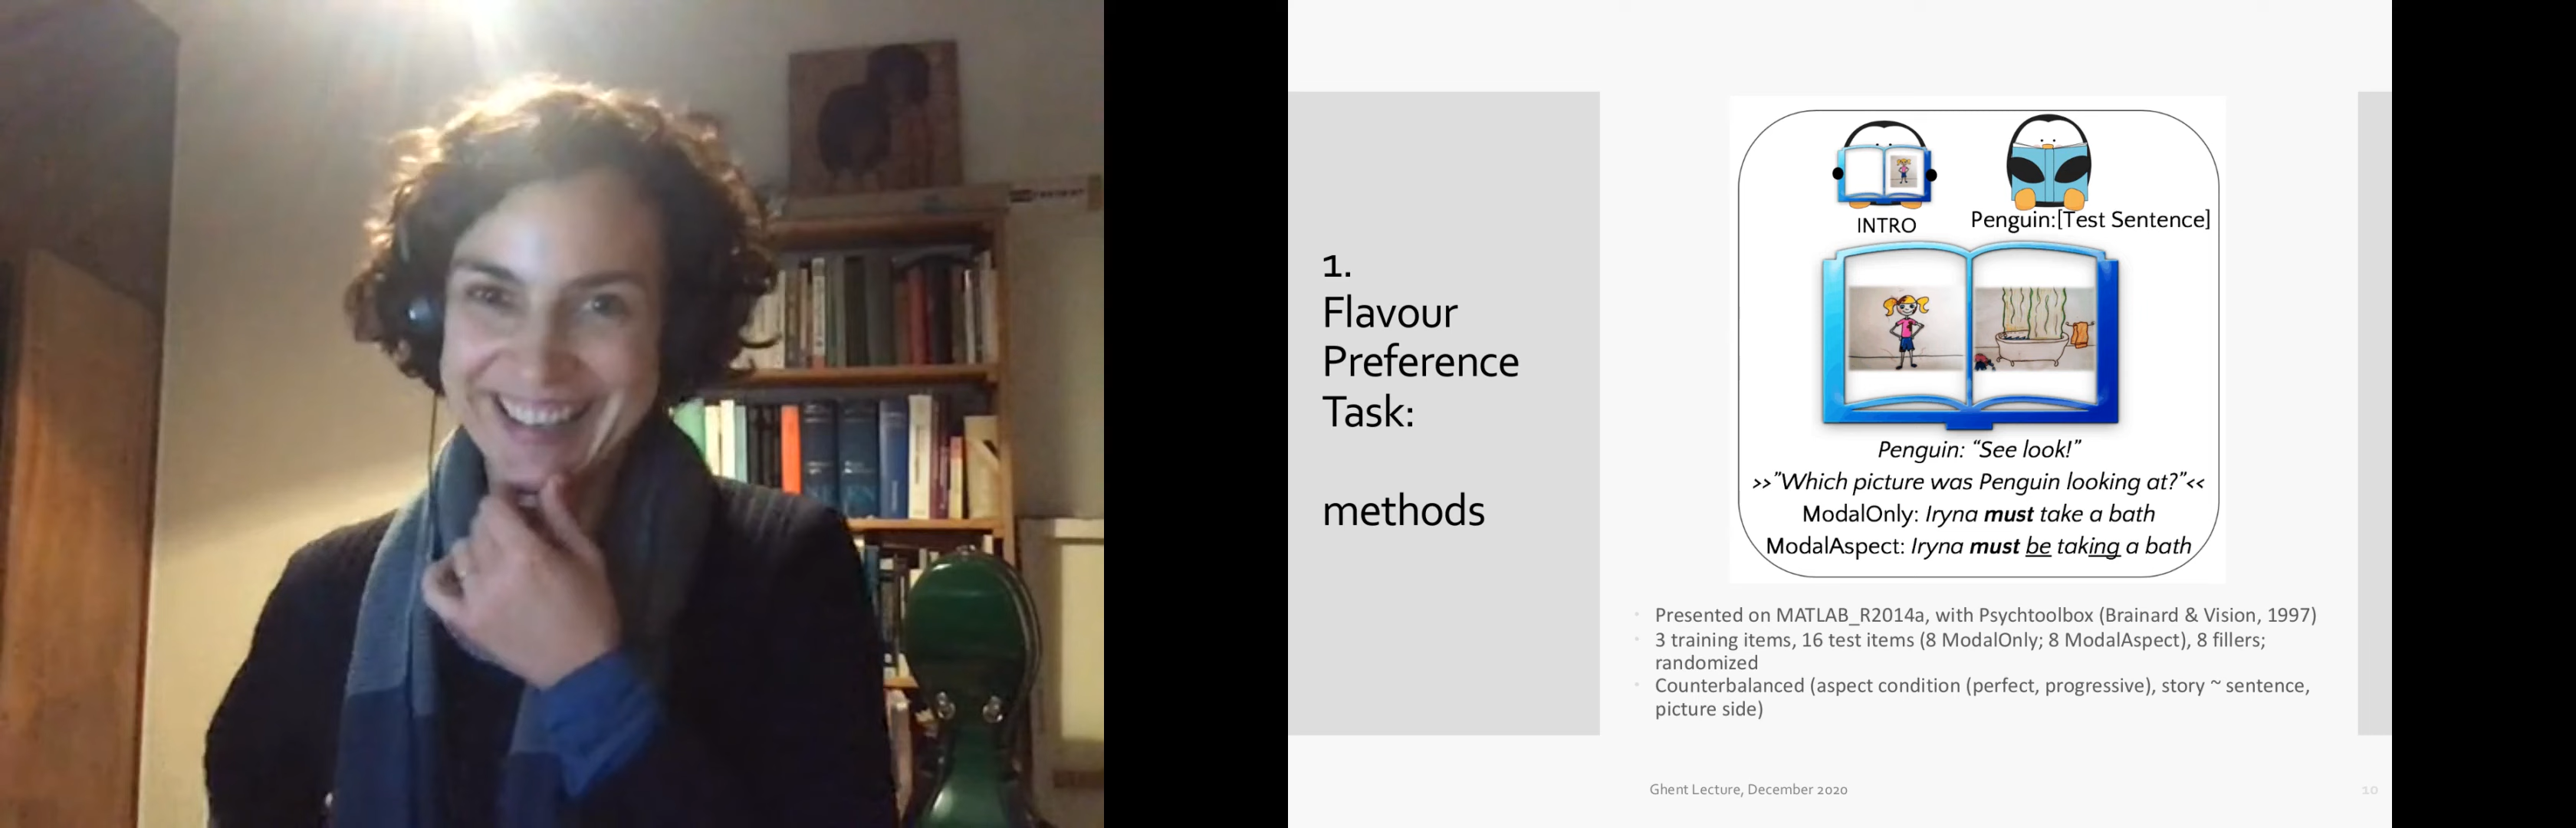 1.
Flavour
Preference
Task:
methods
INTRO
Penguin:[Test Sentence]
Penguin: “See look!”
>>”Which picture was Penguin looking at?”<<
ModalOnly: Iryna must take a bath
ModalAspect: Iryna must be taking a bath
Presented on MATLAB_R2014a, with Psychtoolbox (Brainard & Vision, 1997)
3 training items, 16 test items (8 ModalOnly; 8 ModalAspect), 8 fillers;
randomized
Counterbalanced (aspect condition (perfect, progressive), story ~ sentence,
picture side)
Ghent Lecture, December 2020
10